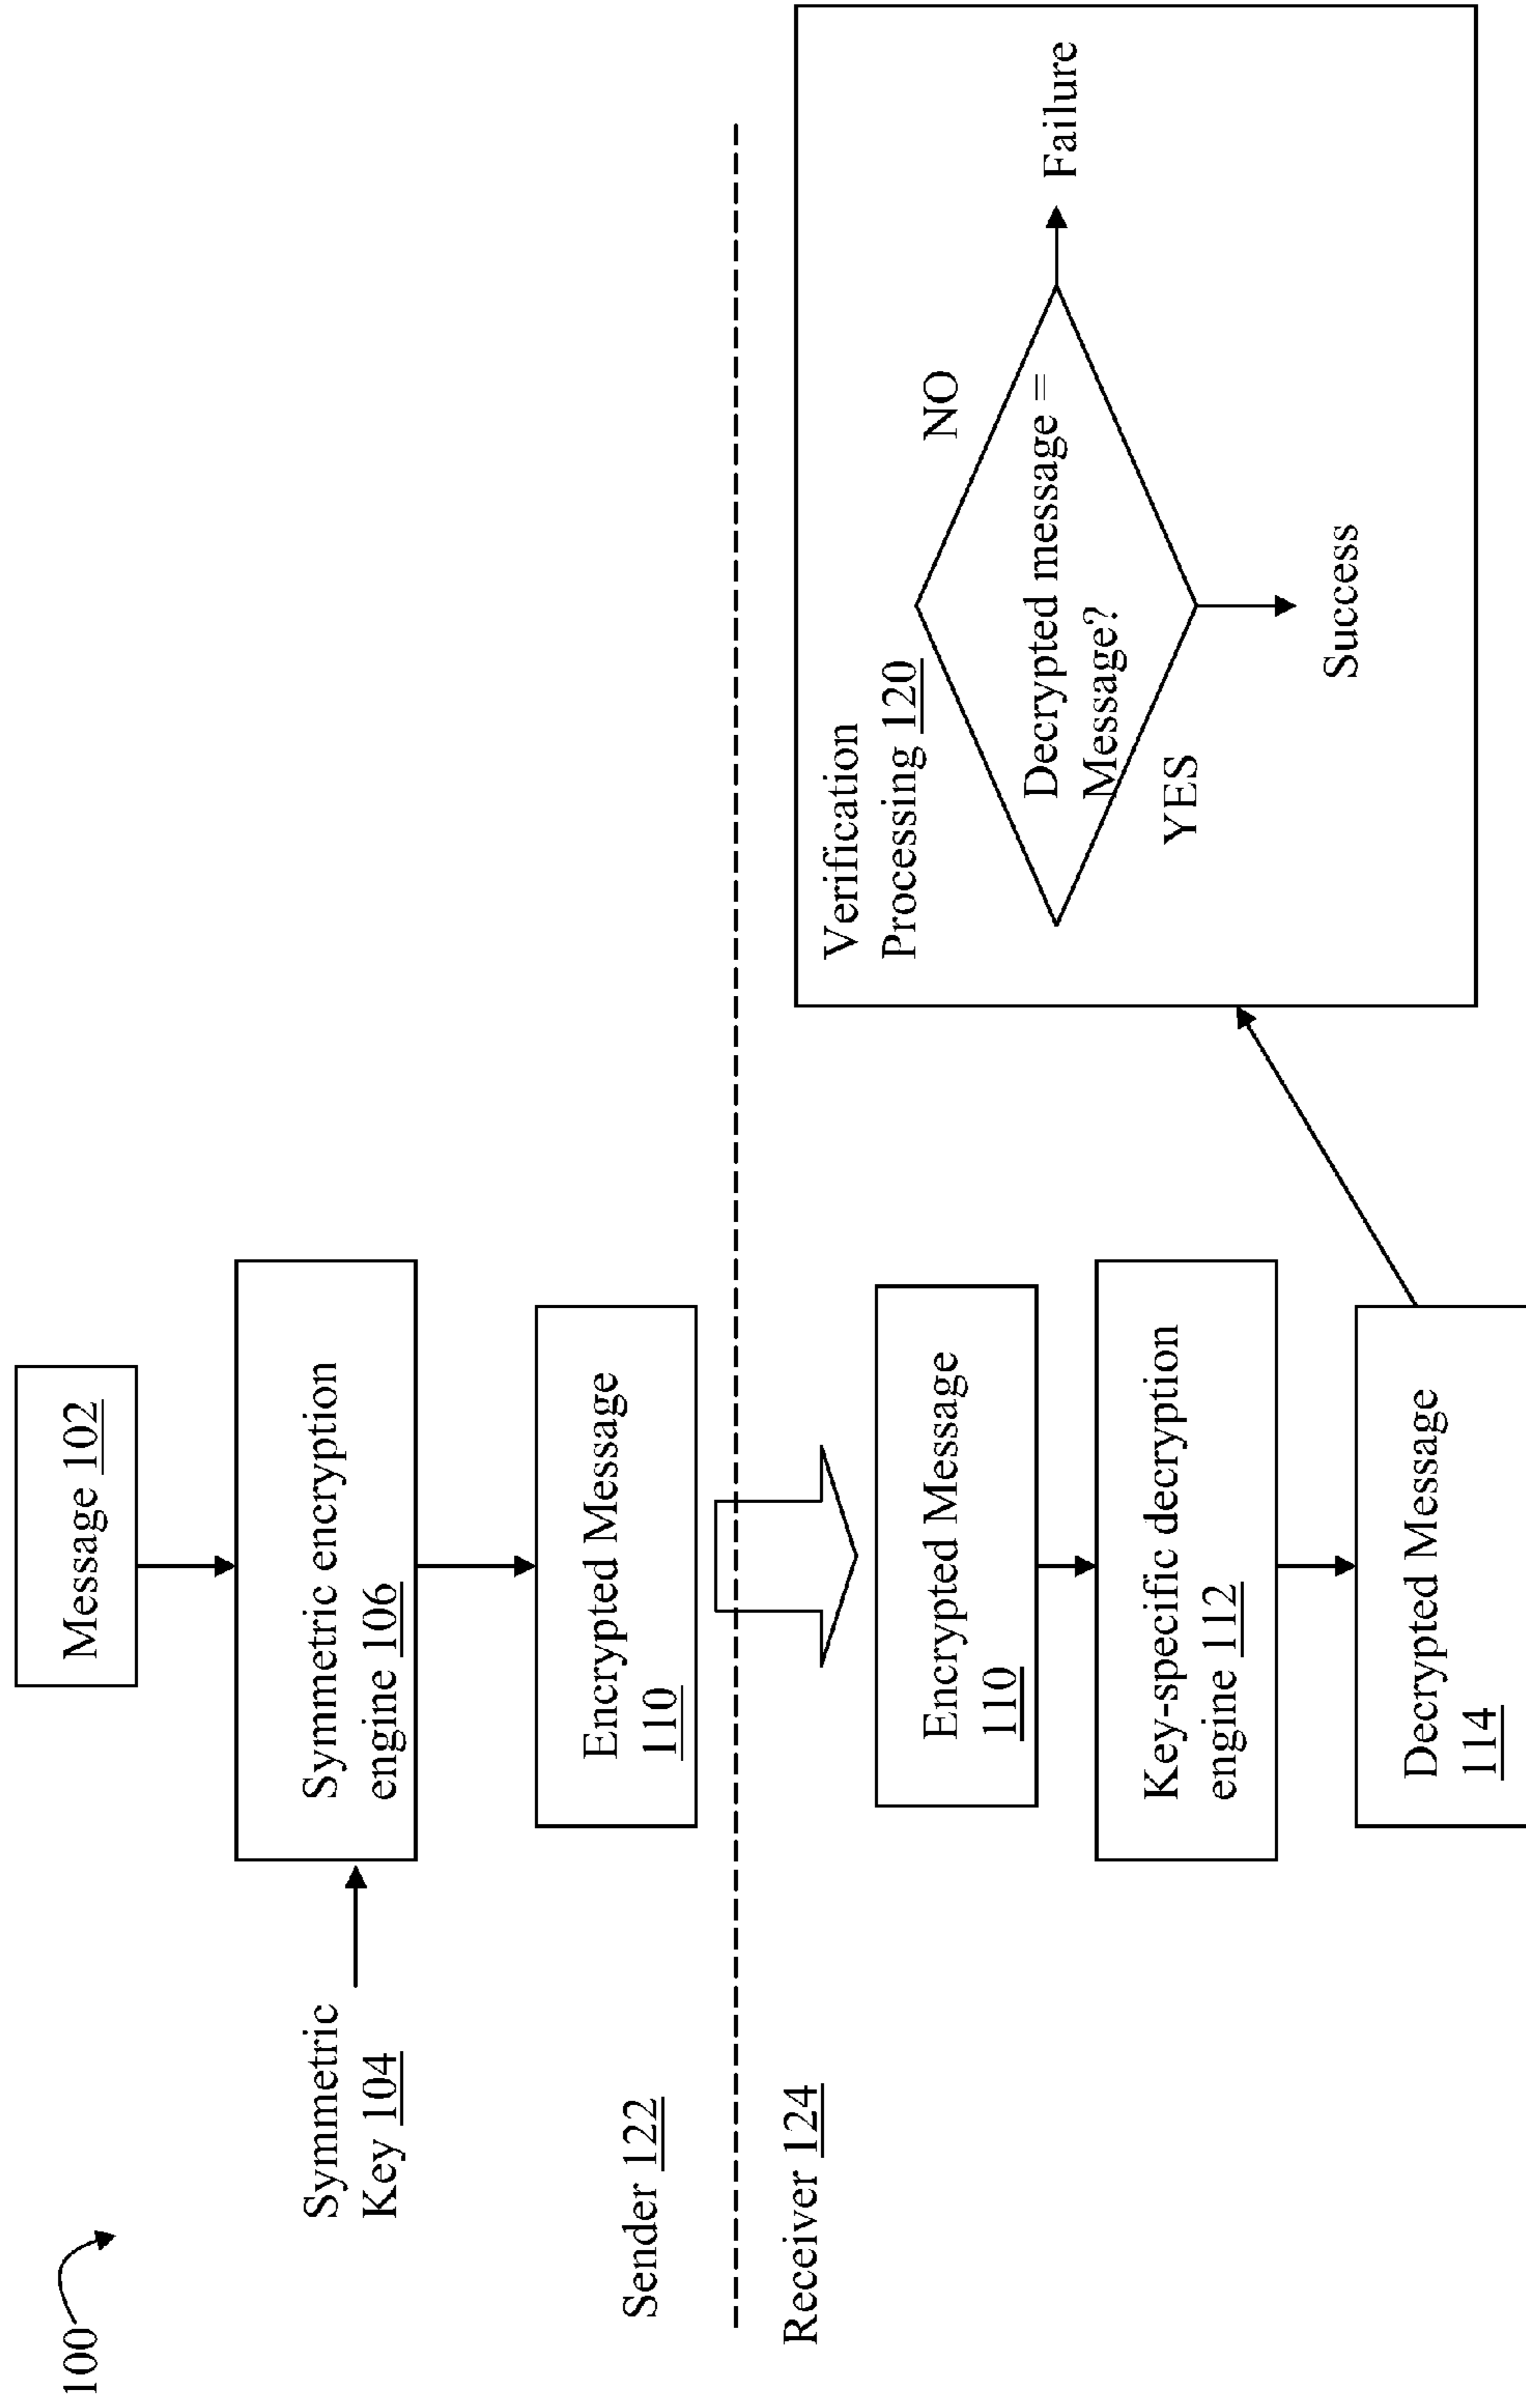 100
Message 102
Symmetric
Key 104
Symmetric encryption
engine 106
Encrypted Message
110
Sender 122
Receiver 124
Encrypted Message
110
Key-specific decryption
engine 112
Decrypted Message
114
Verification
Processing 120
NO
Decrypted message =
Message?
YES
Failure
Success